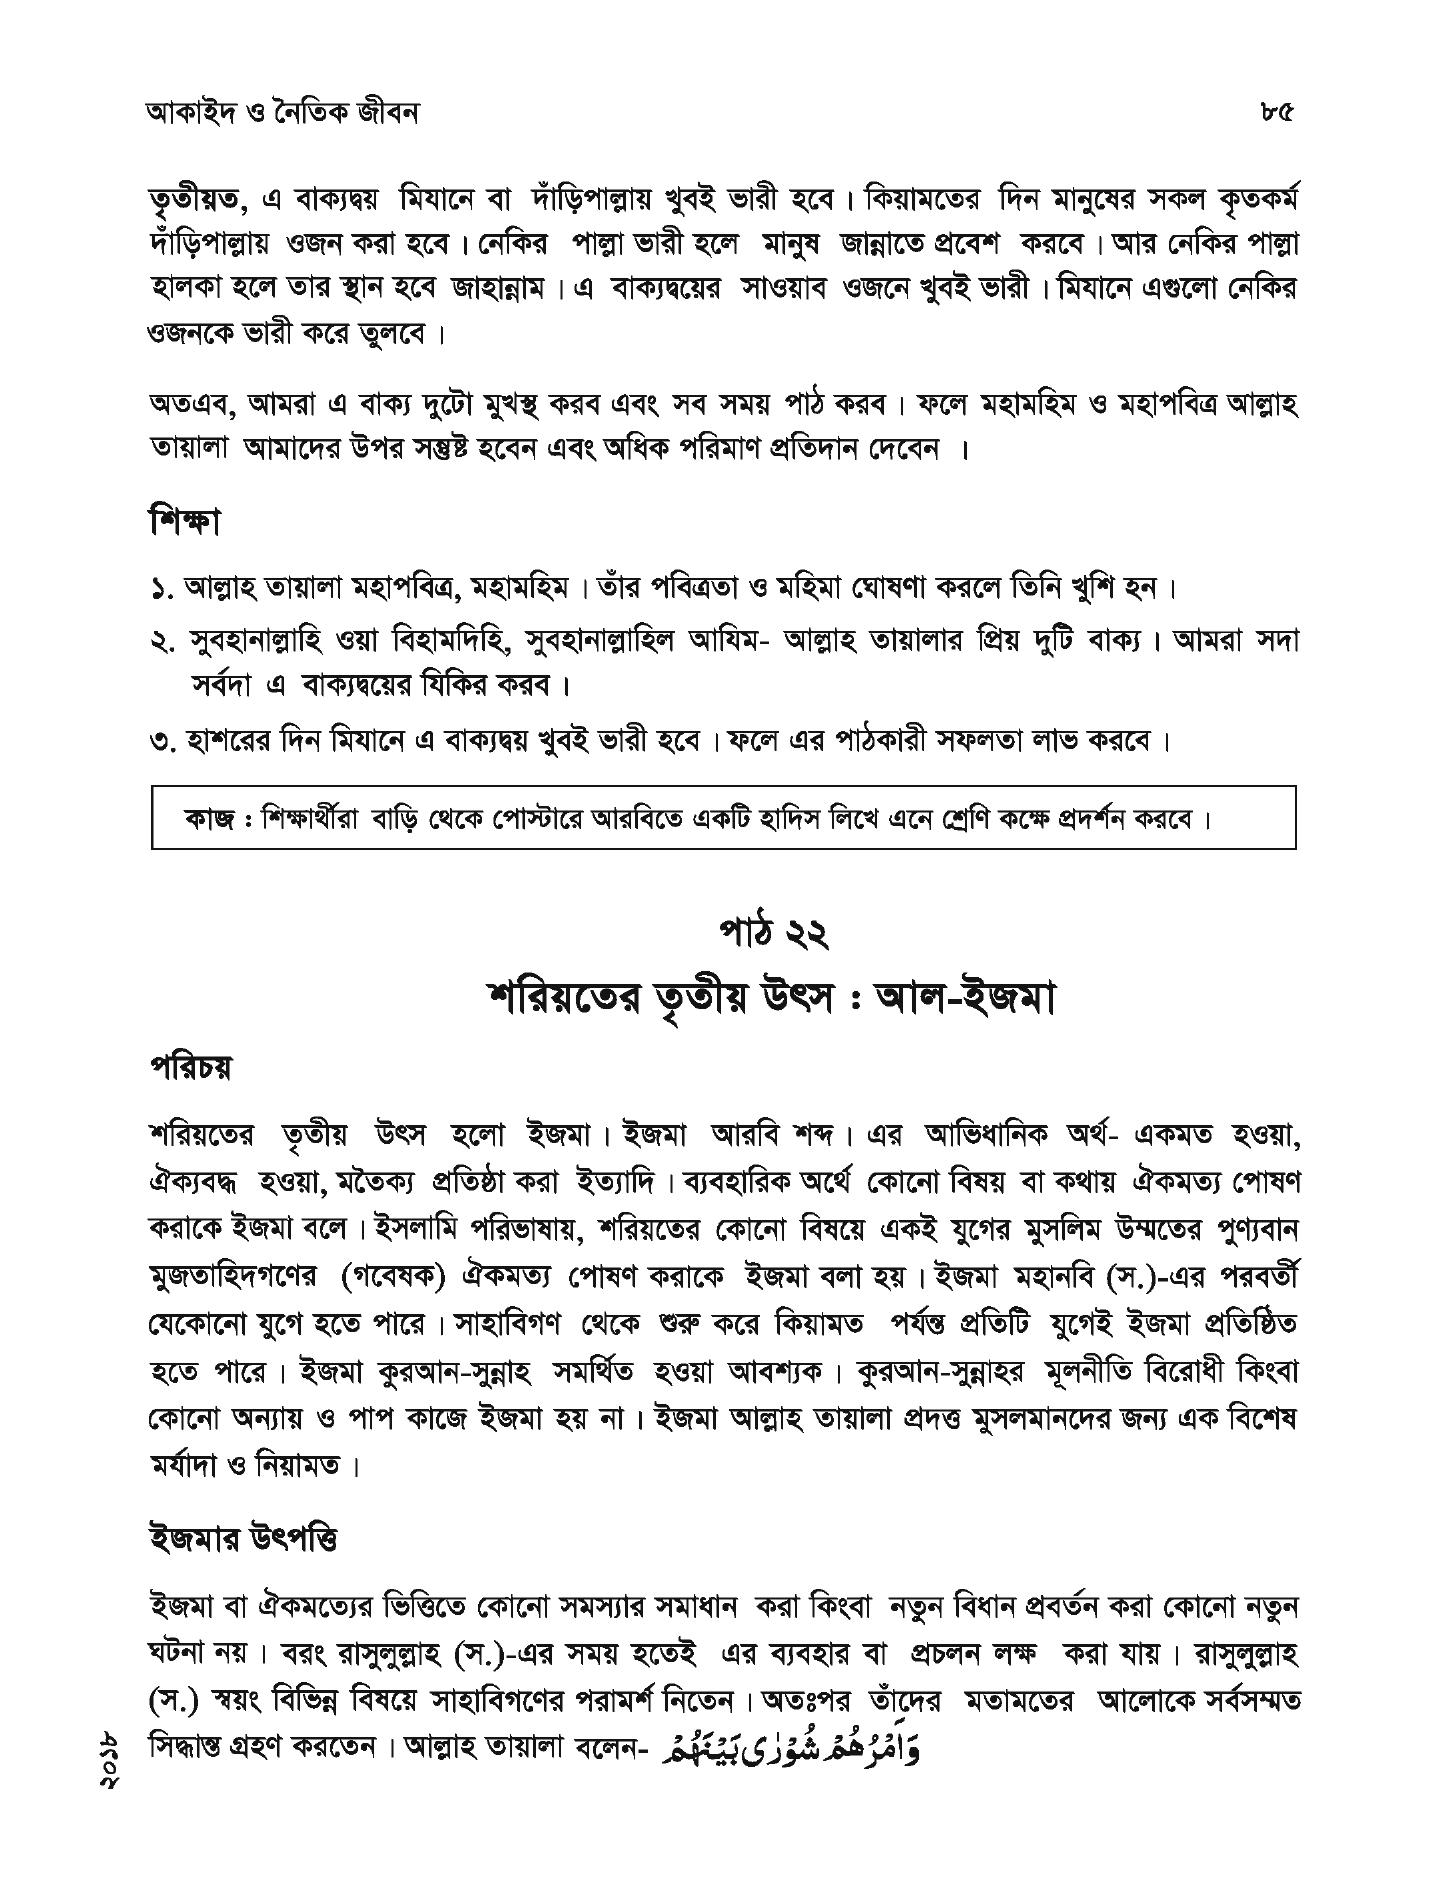 আকাইদ ও নৈতিক জীবন ৮৫
তৃতীয়ত, এ বাক্যদ্বয় মিযানে বা দাঁড়িপাল্লায় খুবই ভারী হবে। কিয়ামতের দিন মানুষের সকল কৃতকর্ম
দাঁড়িপাল্লায় ওজন করা হবে। নেকির পাল্লা ভারী হলে মানুষ জান্নাতে প্রবেশ করবে। আর নেকির পাল্লা
হালকা হলে তার স্থান হবে জাহান্নাম। এ বাক্যদ্বয়ের সাওয়াব ওজনে খুবই ভারী। মিযানে এগুলো নেকির
ওজনকে ভারী করে তুলবে।
অতএব, আমরা এ বাক্য দুটো মুখস্থ করব এবং সব সময় পাঠ করব। ফলে মহামহিম ও মহাপবিত্র আল্লাহ
তায়ালা আমাদের উপর সন্তুষ্ট হবেন এবং অধিক পরিমাণ প্রতিদান দেবেন ।
শিক্ষা
১. আল্লাহ তায়ালা মহাপবিত্র, মহামহিম। তাঁর পবিত্রতা ও মহিমা ঘোষণা করলে তিনি খুশি হন।
২. সুবহানাল্লাহি ওয়া বিহামদিহি, সুবহানাল্লাহিল আযিম- আল্লাহ তায়ালার প্রিয় দুটি বাক্য। আমরা সদা
সর্বদা এ বাক্যদ্বয়ের যিকির করব।
৩. হাশরের দিন মিযানে এ বাক্যদ্বয় খুবই ভারী হবে। ফলে এর পাঠকারী সফলতা লাভ করবে।
কাজ : শিক্ষার্থীরা বাড়ি থেকে পোস্টারে আরবিতে একটি হাদিস লিখে এনে শ্রেণি কক্ষে প্রদর্শন করবে।
পাঠ ২২
শরিয়তের তৃতীয় উৎস : আল-ইজমা
পরিচয়
শরিয়তের তৃতীয় উৎস হলো ইজমা। ইজমা আরবি শব্দ। এর আভিধানিক অর্থ- একমত হওয়া,
ঐক্যবদ্ধ হওয়া, মতৈক্য প্রতিষ্ঠা করা ইত্যাদি। ব্যবহারিক অর্থে কোনো বিষয় বা কথায় ঐকমত্য পোষণ
করাকে ইজমা বলে। ইসলামি পরিভাষায়, শরিয়তের কোনো বিষয়ে একই যুগের মুসলিম উম্মতের পুণ্যবান
মুজতাহিদগণের (গবেষক) ঐকমত্য পোষণ করাকে ইজমা বলা হয়। ইজমা মহানবি (স.)-এর পরবর্তী
যেকোনো যুগে হতে পারে। সাহাবিগণ থেকে শুরু করে কিয়ামত পর্যন্ত প্রতিটি যুগেই ইজমা প্রতিষ্ঠিত
হতে পারে। ইজমা কুরআন-সুন্নাহ সমর্থিত হওয়া আবশ্যক। কুরআন-সুন্নাহর মূলনীতি বিরোধী কিংবা
কোনো অন্যায় ও পাপ কাজে ইজমা হয় না। ইজমা আল্লাহ তায়ালা প্রদত্ত মুসলমানদের জন্য এক বিশেষ
মর্যাদা ও নিয়ামত।
ইজমার উৎপত্তি
ইজমা বা ঐকমত্যের ভিত্তিতে কোনো সমস্যার সমাধান করা কিংবা নতুন বিধান প্রবর্তন করা কোনো নতুন
ঘটনা নয়। বরং রাসুলুল্লাহ (স.)-এর সময় হতেই এর ব্যবহার বা প্রচলন লক্ষ করা যায়। রাসুলুল্লাহ
(স.) স্বয়ং বিভিন্ন বিষয়ে সাহাবিগণের পরামর্শ নিতেন। অতঃপর তাঁদের মতামতের আলোকে সর্বসম্মত
সিদ্ধান্ত গ্রহণ করতেন। আল্লাহ তায়ালা বলেন- وَاَمْرُهُمْ شُوْرٰى بَيْنَهُمْ
২০১৮